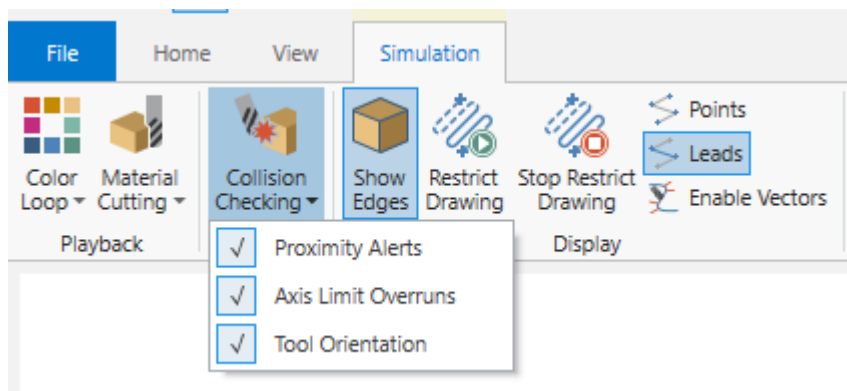 File Home View Simulation
Color Loop
Material Cutting
Collision Checking
Show Edges
Restrict Drawing
Stop Restrict Drawing
Points
Leads
Enable Vectors
Playback
Display
Proximity Alerts
Axis Limit Overruns
Tool Orientation